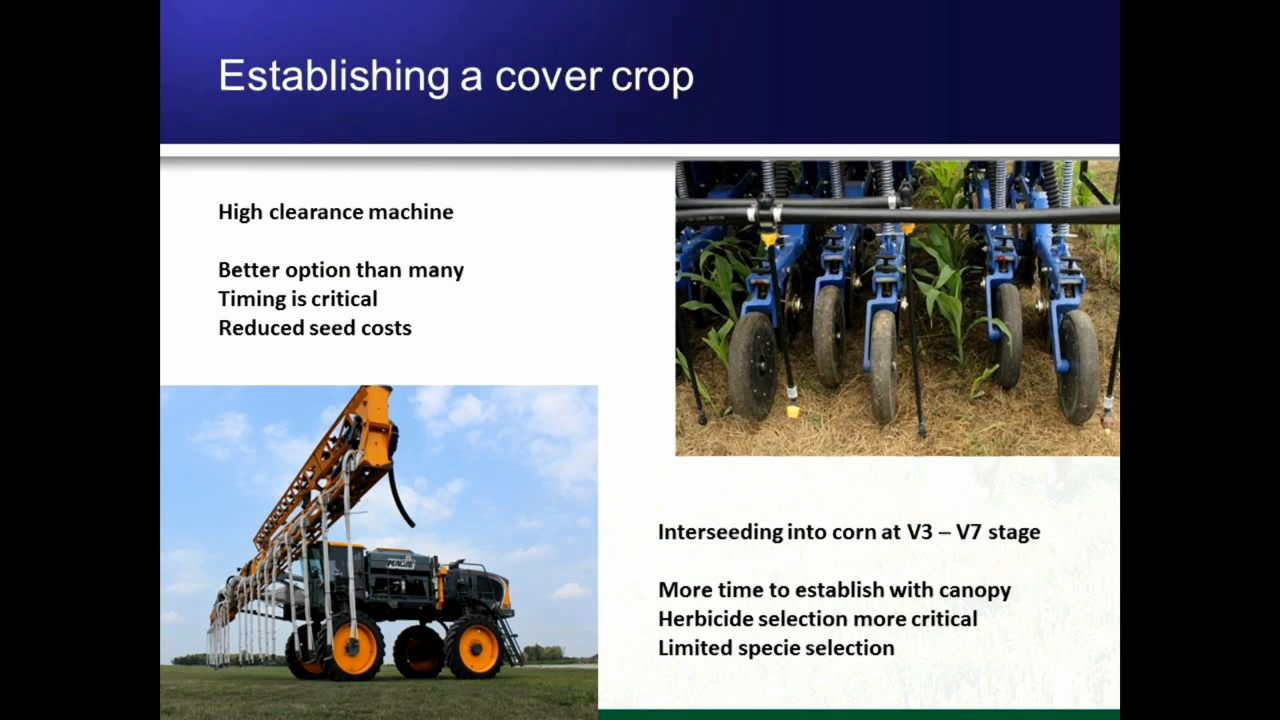 Establishing a cover crop
High clearance machine
Better option than many
Timing is critical
Reduced seed costs
Interseeding into corn at V3 – V7 stage
More time to establish with canopy
Herbicide selection more critical
Limited specie selection